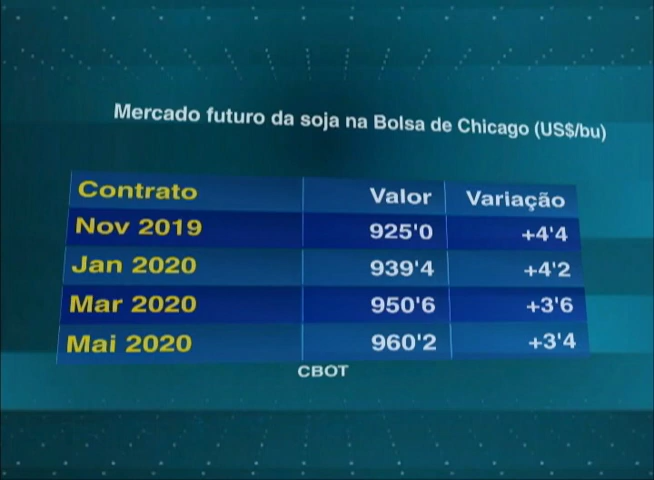 Mercado futuro da soja na Bolsa de Chicago (US$/bu)
Contrato Valor Variação
Nov 2019 925'0 +4'4
Jan 2020 939'4 +4'2
Mar 2020 950'6 +3'6
Mai 2020 960'2 +3'4
CBOT